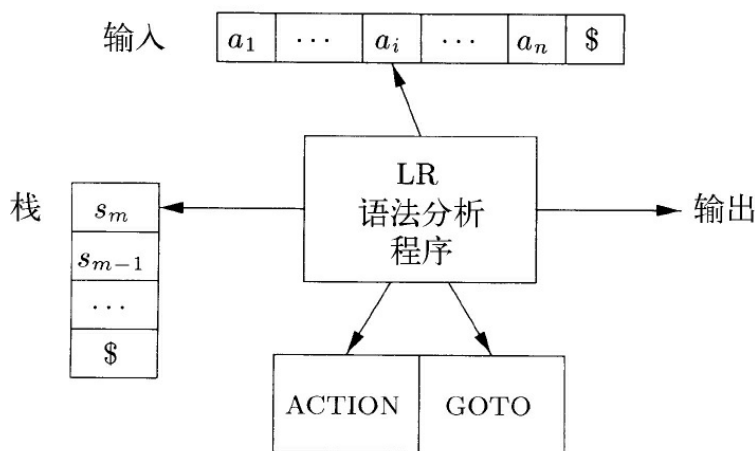 输入 a₁ ··· aᵢ ··· aₙ $
LR
语法分析
程序
栈
sₘ
sₘ₋₁
···
$
输出
ACTION GOTO